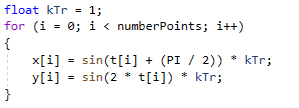 float kTr = 1;
for (i = 0; i < numberPoints; i++)
{
x[i] = sin(t[i] + (PI / 2)) * kTr;
y[i] = sin(2 * t[i]) * kTr;
}